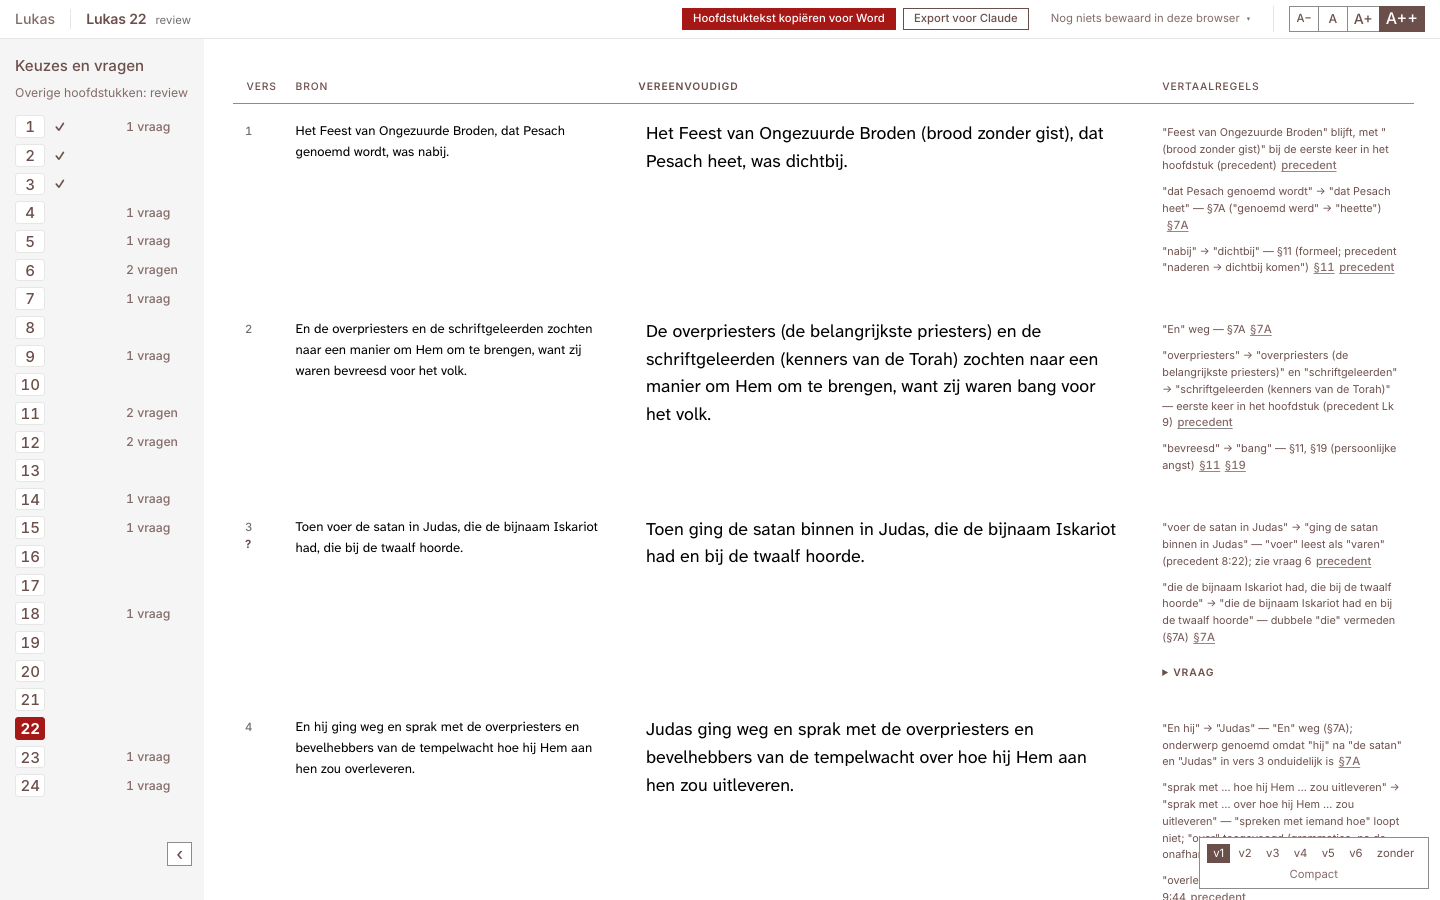 Lukas
Lukas 22 review
Hoofdstuktekst kopiëren voor Word
Export voor Claude
Nog niets bewaard in deze browser
A−
A
A+
A++
Keuzes en vragen
Overige hoofdstukken: review
1 ✓ 1 vraag
2 ✓
3 ✓
4 1 vraag
5 1 vraag
6 2 vragen
7 1 vraag
8
9 1 vraag
10
11 2 vragen
12 2 vragen
13
14 1 vraag
15 1 vraag
16
17
18 1 vraag
19
20
21
22
23 1 vraag
24 1 vraag
‹
VERS
BRON
VEREENVOUDIGD
VERTAALREGELS
1
Het Feest van Ongezuurde Broden, dat Pesach
genoemd wordt, was nabij.
Het Feest van Ongezuurde Broden (brood zonder gist), dat
Pesach heet, was dichtbij.
"Feest van Ongezuurde Broden" blijft, met "
(brood zonder gist)" bij de eerste keer in het
hoofdstuk (precedent) precedent
"dat Pesach genoemd wordt" → "dat Pesach
heet" — §7A ("genoemd werd" → "heette")
§7A
"nabij" → "dichtbij" — §11 (formeel; precedent
"naderen → dichtbij komen") §11 precedent
2
En de overpriesters en de schriftgeleerden zochten
naar een manier om Hem om te brengen, want zij
waren bevreesd voor het volk.
De overpriesters (de belangrijkste priesters) en de
schriftgeleerden (kenners van de Torah) zochten naar een
manier om Hem om te brengen, want zij waren bang voor
het volk.
"En" weg — §7A §7A
"overpriesters" → "overpriesters (de
belangrijkste priesters)" en "schriftgeleerden"
→ "schriftgeleerden (kenners van de Torah)"
— eerste keer in het hoofdstuk (precedent Lk
9) precedent
"bevreesd" → "bang" — §11, §19 (persoonlijke
angst) §11 §19
3
?
Toen voer de satan in Judas, die de bijnaam Iskariot
had, die bij de twaalf hoorde.
Toen ging de satan binnen in Judas, die de bijnaam Iskariot
had en bij de twaalf hoorde.
"voer de satan in Judas" → "ging de satan
binnen in Judas" — "voer" leest als "varen"
(precedent 8:22); zie vraag 6 precedent
"die de bijnaam Iskariot had, die bij de twaalf
hoorde" → "die de bijnaam Iskariot had en bij
de twaalf hoorde" — dubbele "die" vermeden
(§7A) §7A
▶ VRAAG
4
En hij ging weg en sprak met de overpriesters en
bevelhebbers van de tempelwacht hoe hij Hem aan
hen zou overleveren.
Judas ging weg en sprak met de overpriesters en
bevelhebbers van de tempelwacht over hoe hij Hem aan
hen zou uitleveren.
"En hij" → "Judas" — "En" weg (§7A);
onderwerp genoemd omdat "hij" na "de satan"
en "Judas" in vers 3 onduidelijk is §7A
"sprak met ... hoe hij Hem ... zou uitleveren" →
"sprak met ... over hoe hij Hem ... zou
uitleveren" — "spreken met iemand hoe" loopt
niet;
9:44 precedent
v1 v2 v3 v4 v5 v6 zonder
Compact